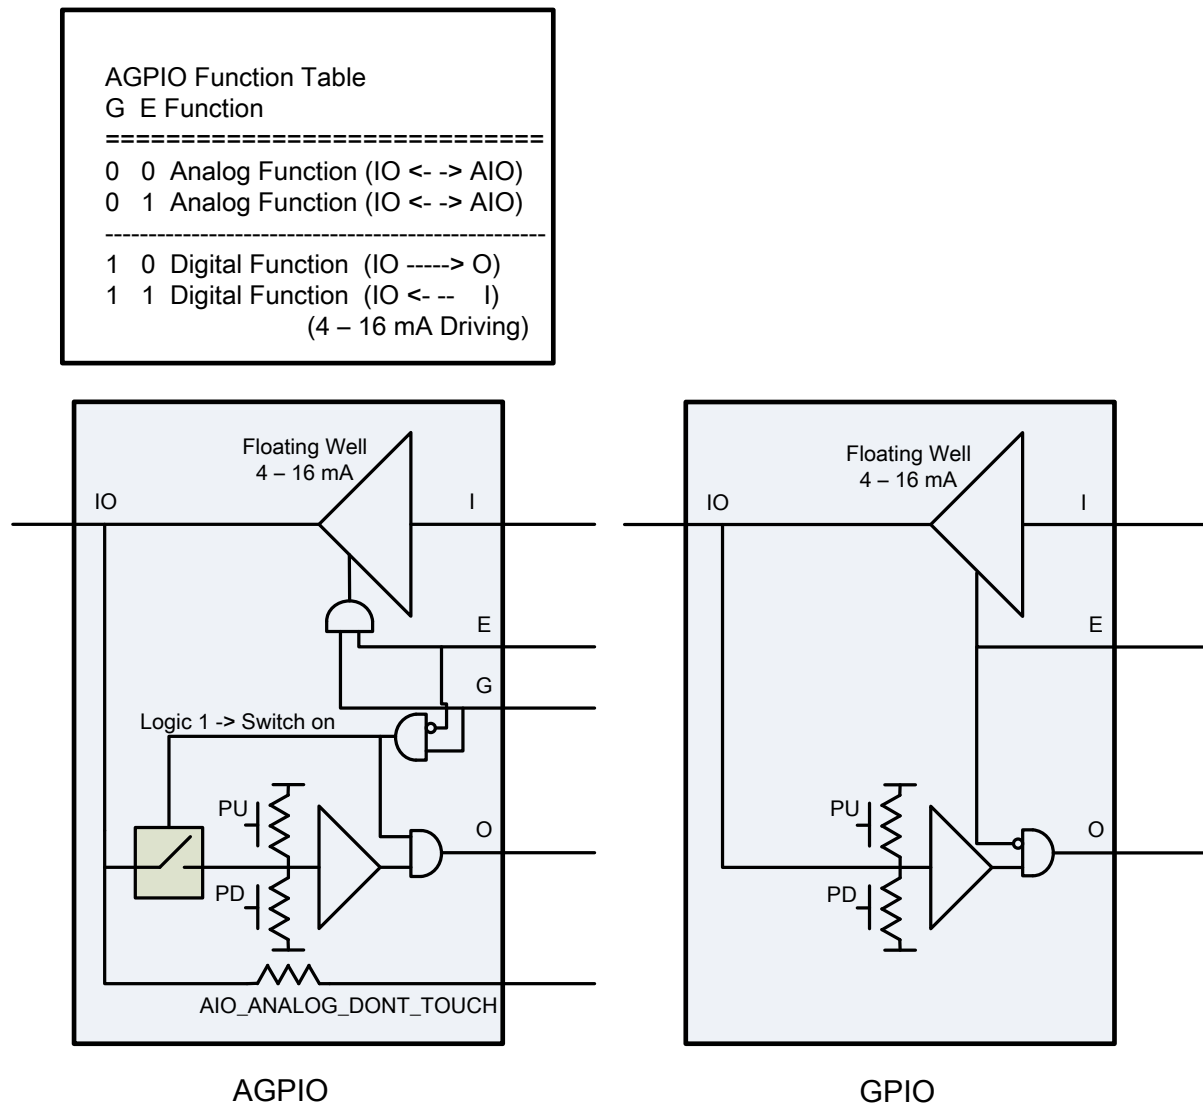 AGPIO Function Table
G E Function
=============================
0 0 Analog Function (IO <- -> AIO)
0 1 Analog Function (IO <- -> AIO)
---------------------------------------------------
1 0 Digital Function (IO -----> O)
1 1 Digital Function (IO <- -- I)
(4 – 16 mA Driving)
Floating Well
4 – 16 mA
IO
I
E
G
Logic 1 -> Switch on
PU
O
PD
AIO_ANALOG_DONT_TOUCH
AGPIO
Floating Well
4 – 16 mA
IO
I
E
PU
O
PD
GPIO